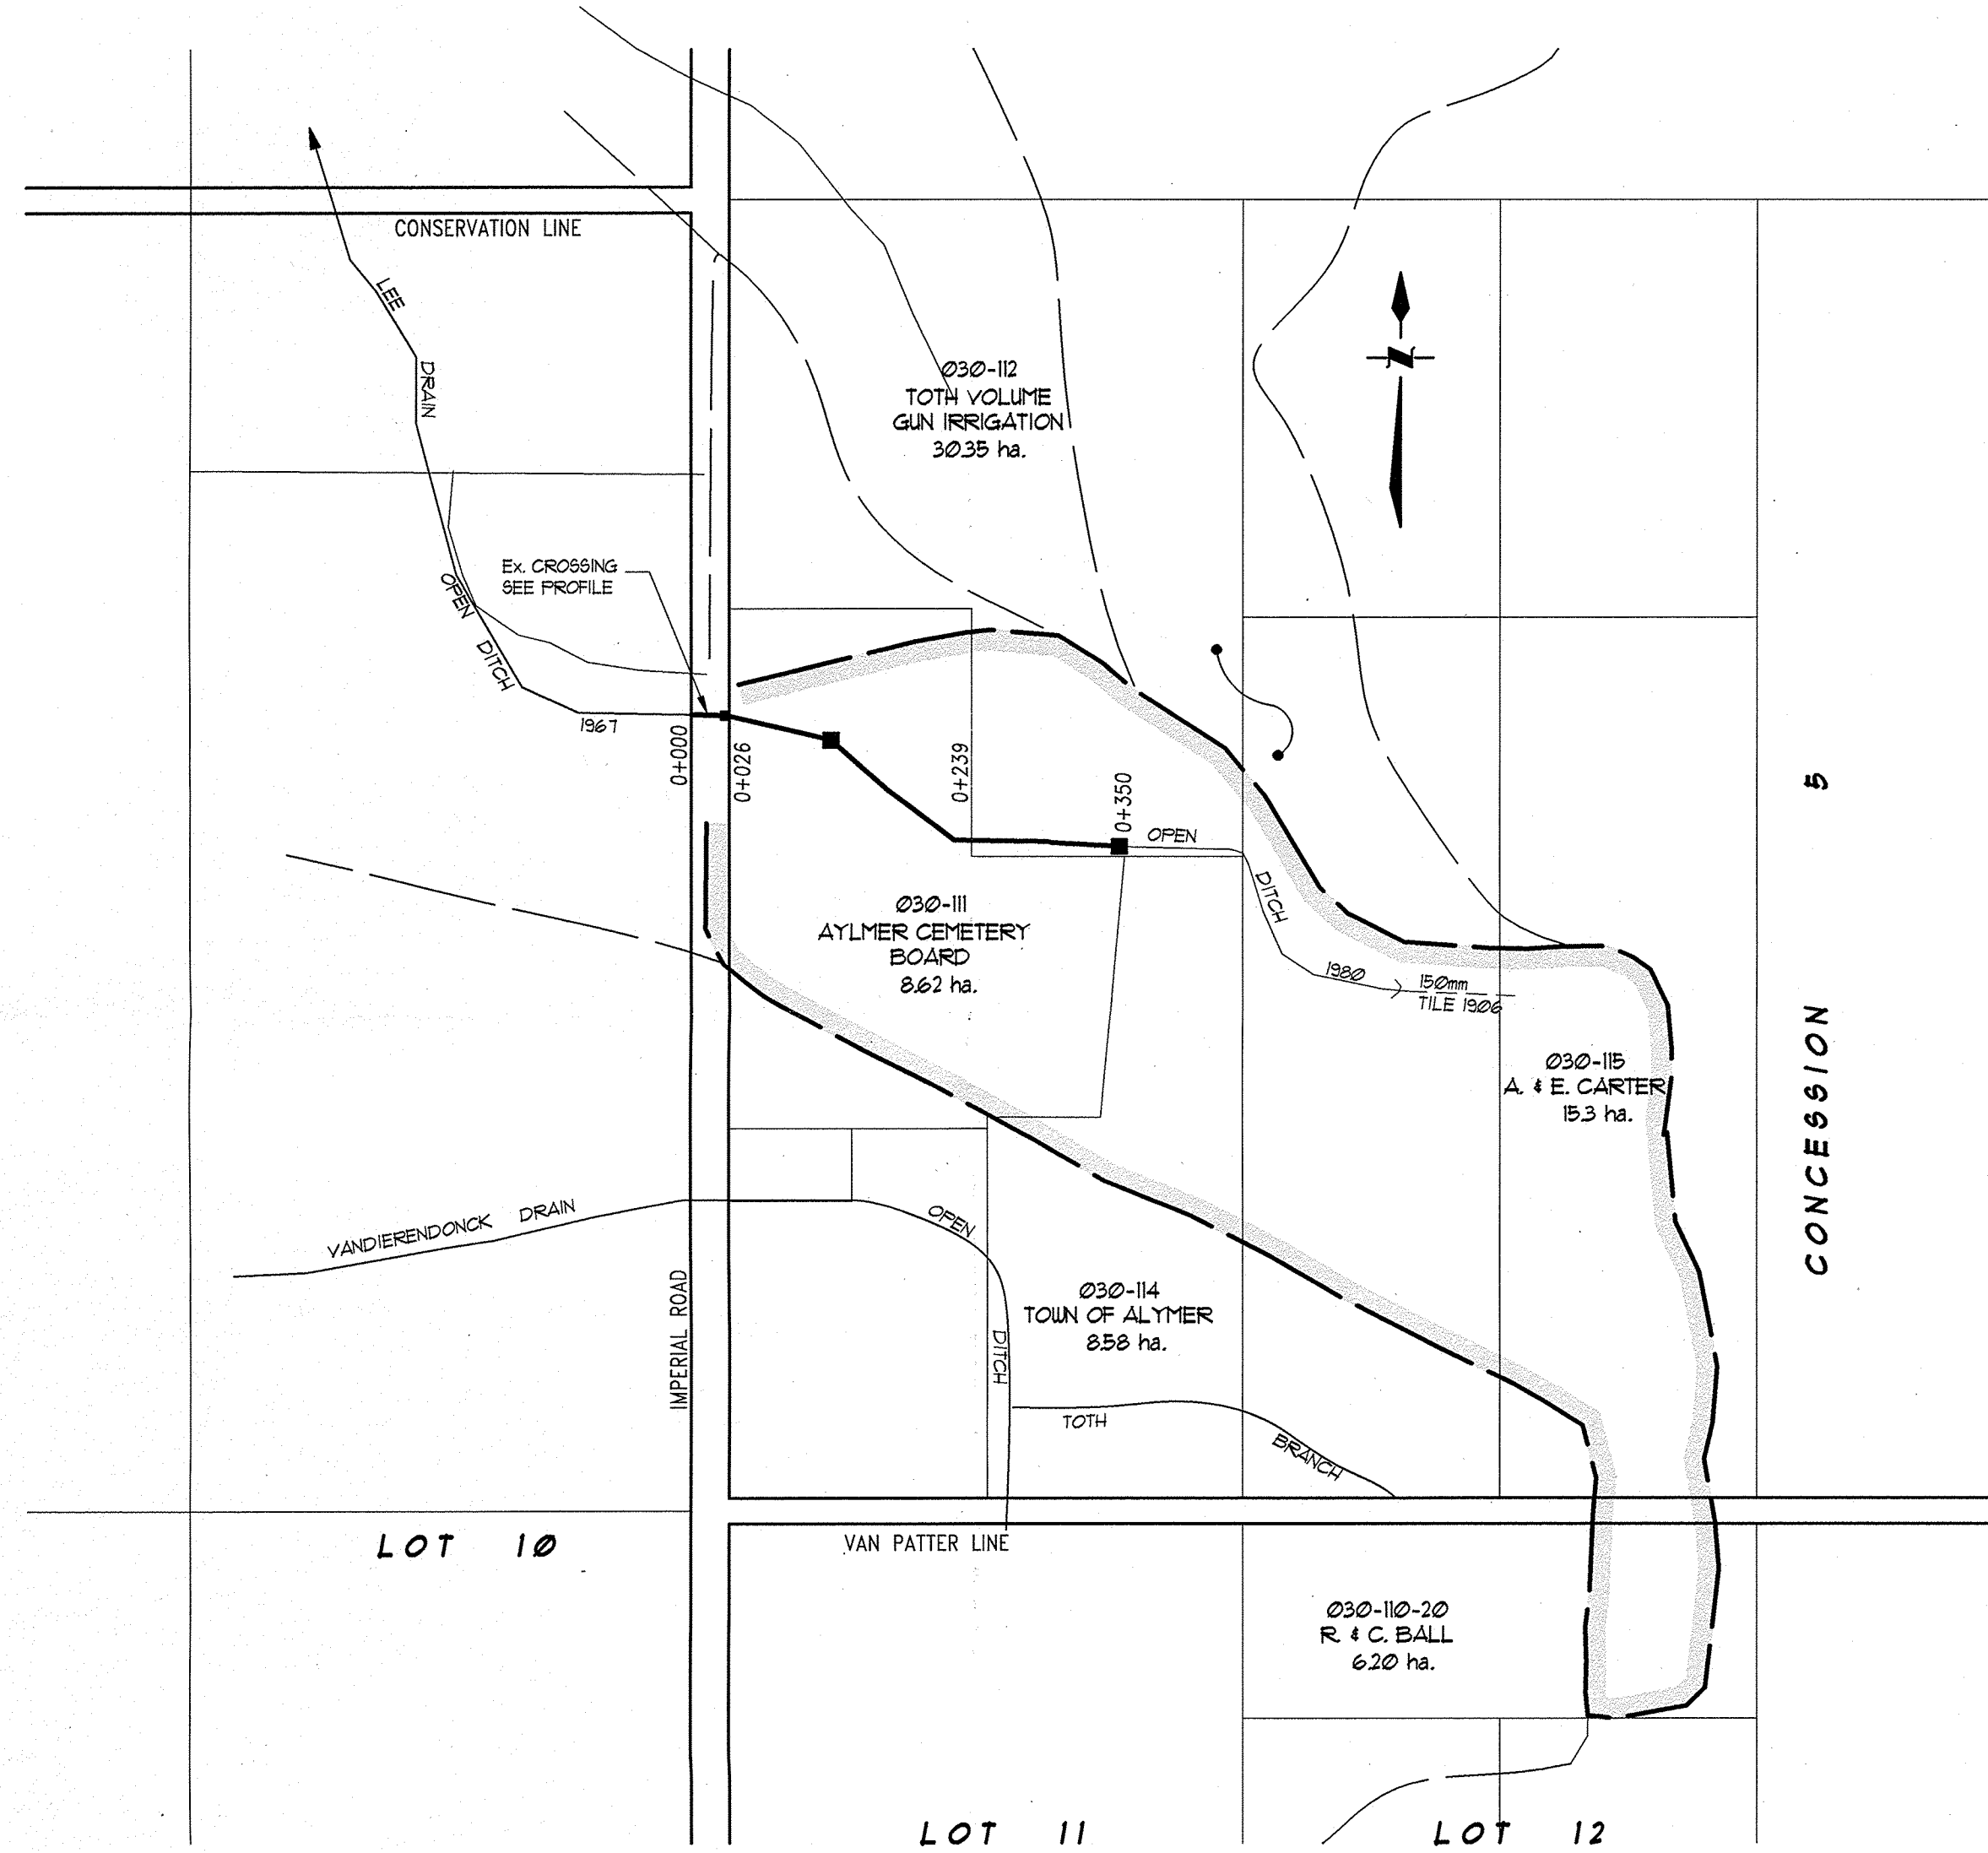 CONSERVATION LINE
LEE
DRAIN
030-112
TOTH VOLUME
GUN IRRIGATION
30.35 ha.
Ex. CROSSING
SEE PROFILE
OPEN
DITCH
1967
0+000
0+026
0+239
0+350
OPEN
DITCH
1980
150mm
TILE 1906
030-111
AYLMER CEMETERY
BOARD
8.62 ha.
030-115
A. & E. CARTER
15.3 ha.
CONCESSION 5
VANDIERENDONCK DRAIN
OPEN
DITCH
IMPERIAL ROAD
030-114
TOWN OF ALYMER
8.58 ha.
TOTH
BRANCH
LOT 10
VAN PATTER LINE
030-110-20
R. & C. BALL
6.20 ha.
LOT 11
LOT 12